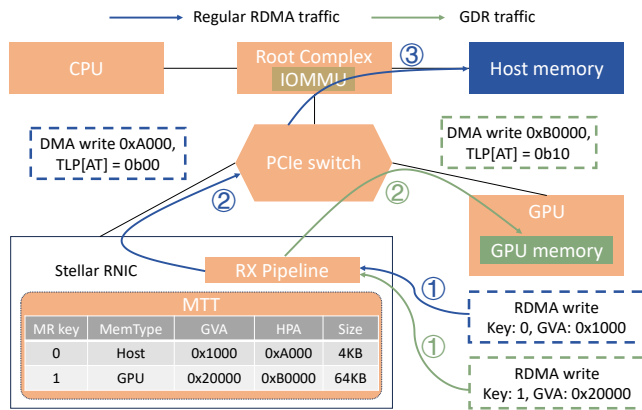 Regular RDMA traffic
GDR traffic
CPU
Root Complex
IOMMU
③
Host memory
DMA write 0xA000,
TLP[AT] = 0b00
PCIe switch
DMA write 0xB0000,
TLP[AT] = 0b10
②
②
GPU
GPU memory
Stellar RNIC
RX Pipeline
①
①
MTT
MR key MemType GVA HPA Size
0 Host 0x1000 0xA000 4KB
1 GPU 0x20000 0xB0000 64KB
RDMA write
Key: 0, GVA: 0x1000
RDMA write
Key: 1, GVA: 0x20000